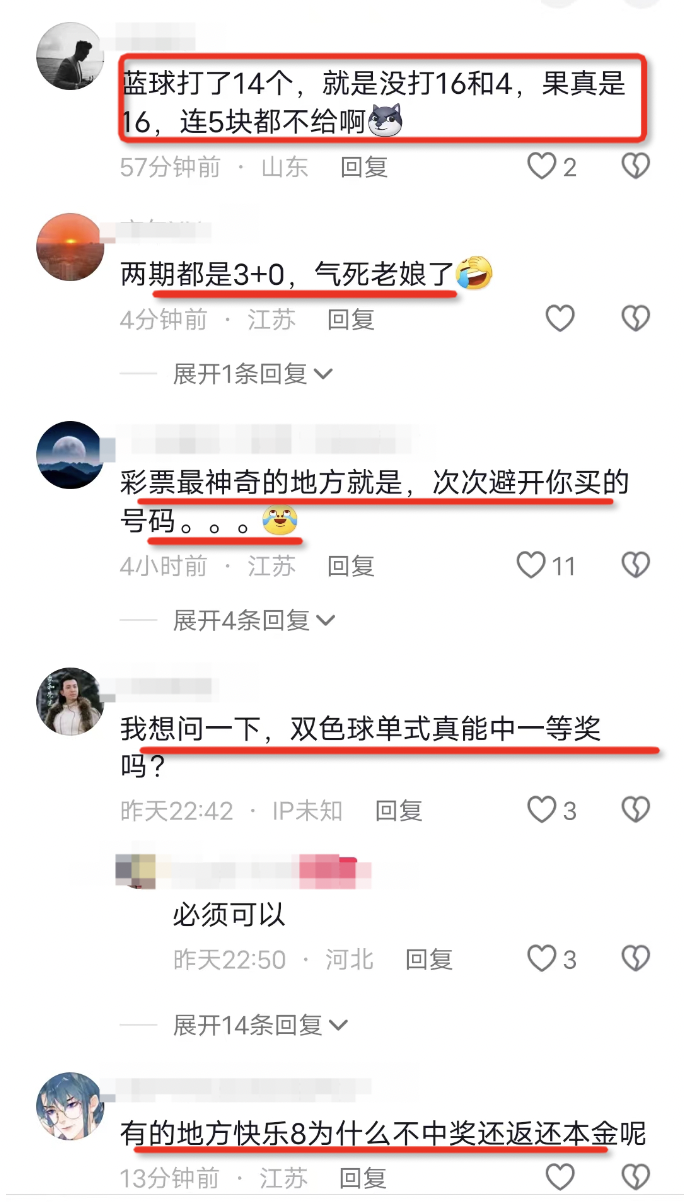 蓝球打了14个，就是没打16和4，果真是
16，连5块都不给啊
57分钟前 · 山东 回复 2
两期都是3+0，气死老娘了
4分钟前 · 江苏 回复
展开1条回复
彩票最神奇的地方就是，次次避开你买的
号码。。。
4小时前 · 江苏 回复 11
展开4条回复
我想问一下，双色球单式真能中一等奖
吗？
昨天22:42 · IP未知 回复 3
必须可以
昨天22:50 · 河北 回复 3
展开14条回复
有的地方快乐8为什么不中奖还返还本金呢
13分钟前 · 江苏 回复